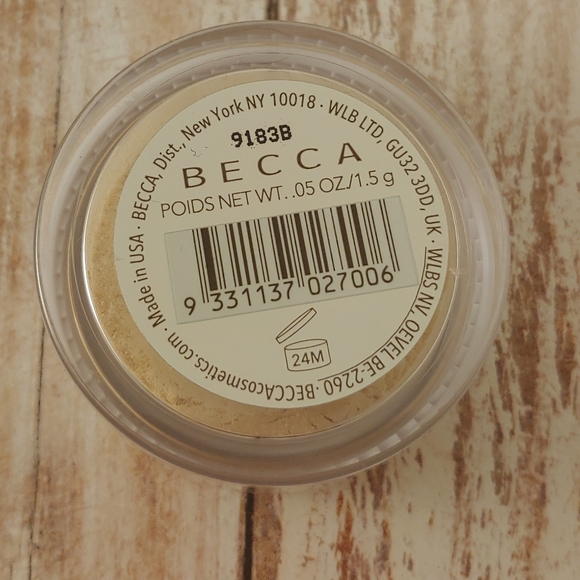 9183B
BECCA
POIDS NET WT. .05 OZ./1.5 g
9 331137 027006
24M
Made in USA · BECCA, Dist., New York NY 10018 · WLB LTD, GU32 3DD, UK · WLBS NV, OEVEL BE-2260 · BECCAcosmetics.com